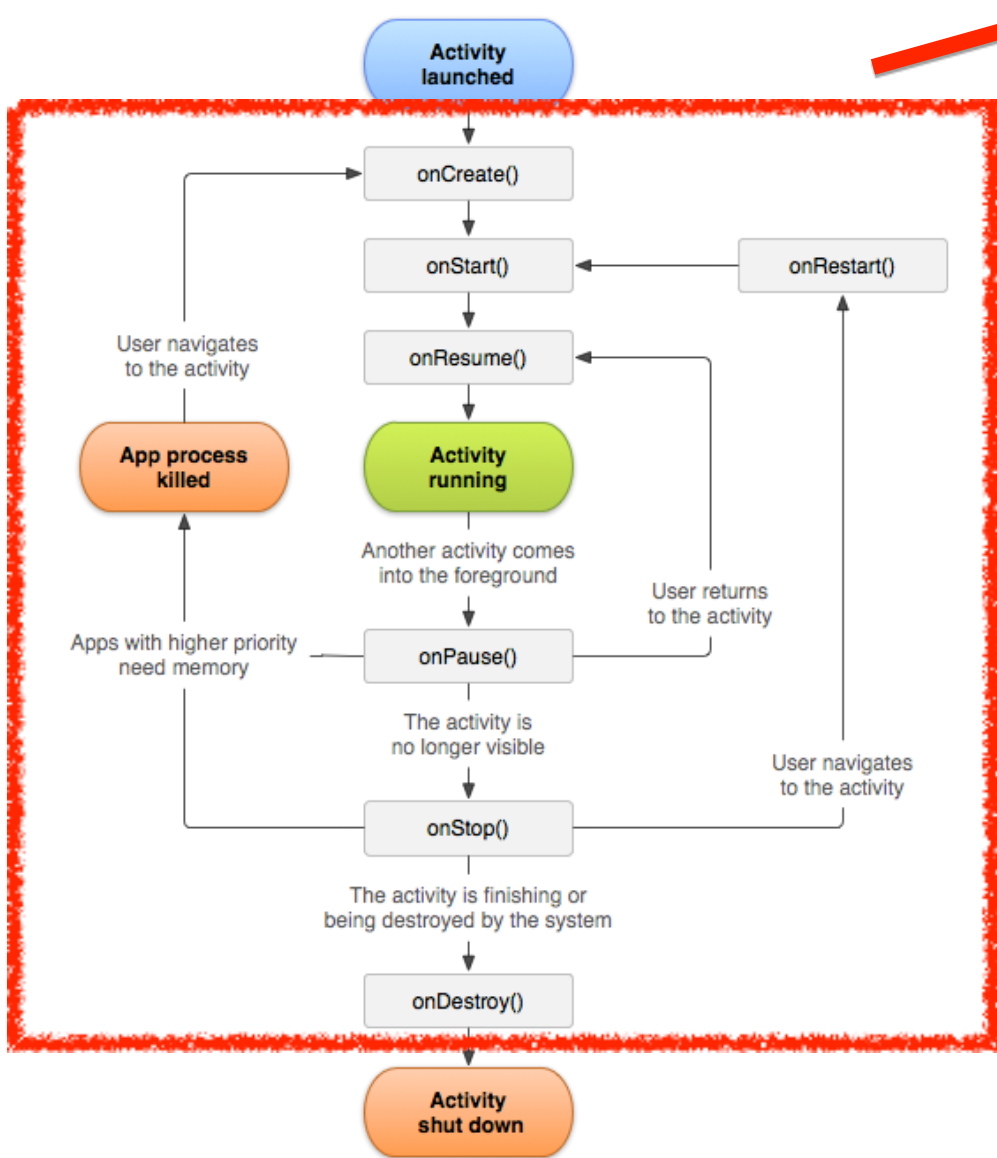 Activity
launched
onCreate()
onStart()
onRestart()
User navigates
to the activity
onResume()
App process
killed
Activity
running
Another activity comes
into the foreground
User returns
to the activity
Apps with higher priority
need memory
onPause()
The activity is
no longer visible
User navigates
to the activity
onStop()
The activity is finishing or
being destroyed by the system
onDestroy()
Activity
shut down